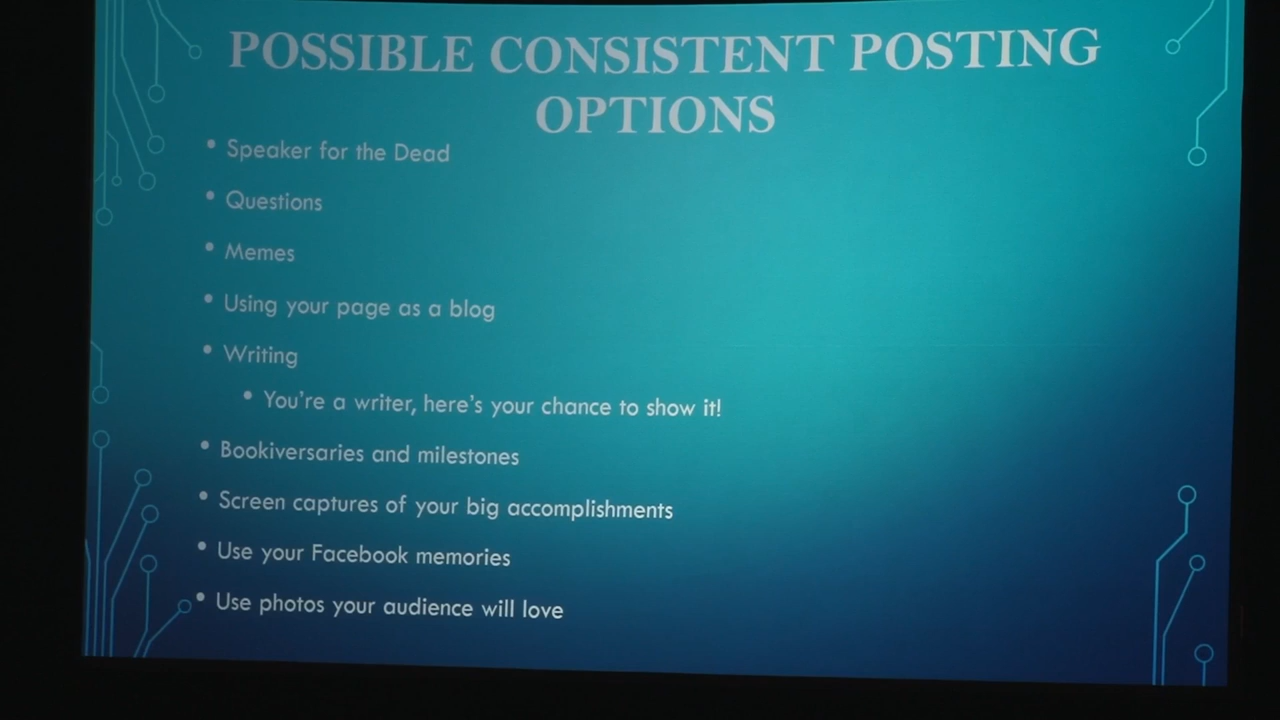 POSSIBLE CONSISTENT POSTING
OPTIONS
• Speaker for the Dead
• Questions
• Memes
• Using your page as a blog
• Writing
• You're a writer, here's your chance to show it!
• Bookiversaries and milestones
• Screen captures of your big accomplishments
• Use your Facebook memories
• Use photos your audience will love